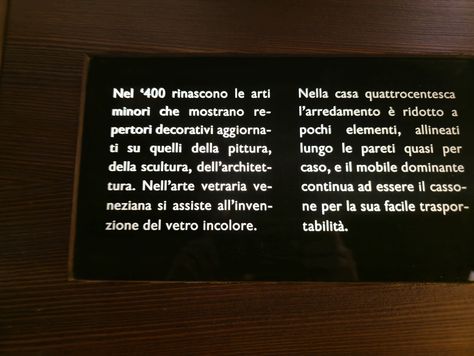 Nel ‘400 rinascono le arti
minori che mostrano re-
pertori decorativi aggiorna-
ti su quelli della pittura,
della scultura, dell’architet-
tura. Nell’arte vetraria ve-
neziana si assiste all’inven-
zione del vetro incolore.
Nella casa quattrocentesca
l’arredamento è ridotto a
pochi elementi, allineati
lungo le pareti quasi per
caso, e il mobile dominante
continua ad essere il casso-
ne per la sua facile traspor-
tabilità.